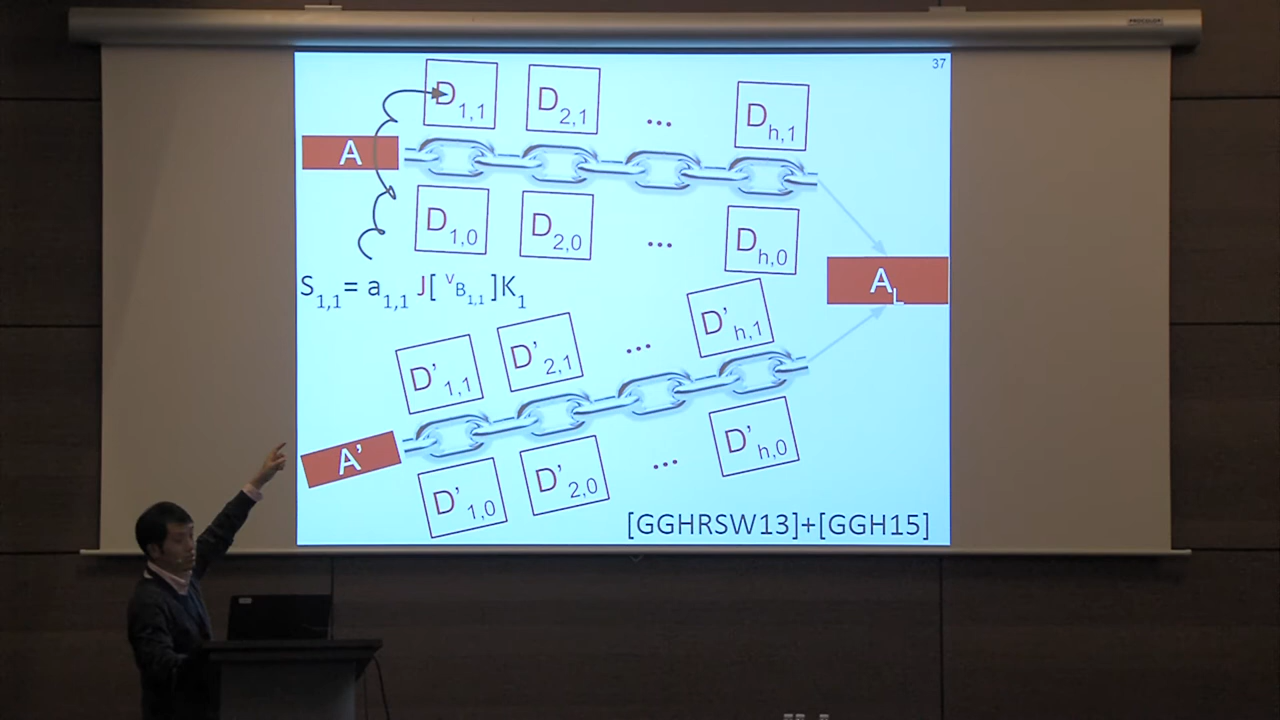 37
D1,1 D2,1 ... Dh,1
A
D1,0 D2,0 ... Dh,0
AL
S1,1= a1,1 J[ vB1,1 ]K1
D'1,1 D'2,1 ... D'h,1
A'
D'1,0 D'2,0 ... D'h,0
[GGHRSW13]+[GGH15]